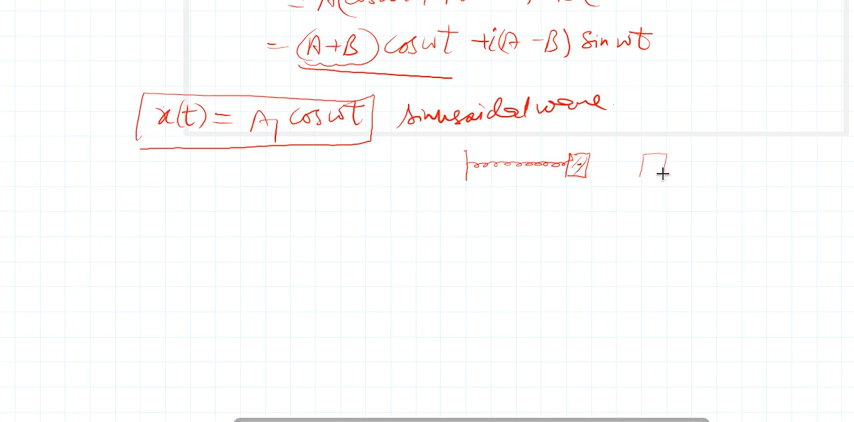 = (A+B) cos ωt + i(A − B) sin ωt
x(t) = A₁ cos ωt sinusoidal wave